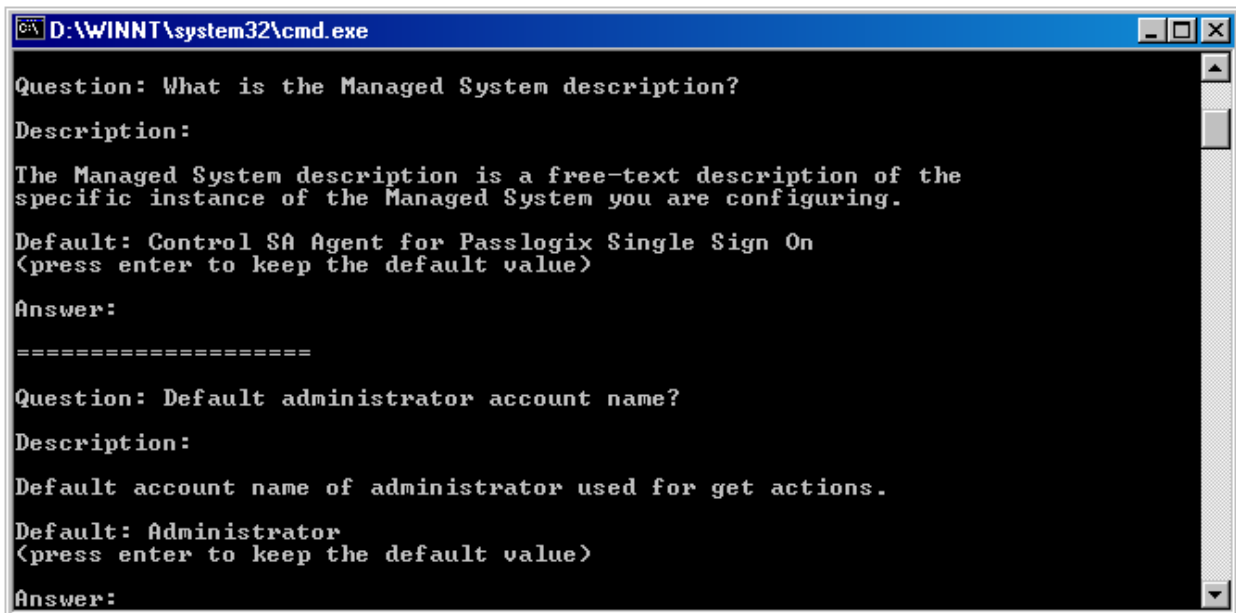 D:\WINNT\system32\cmd.exe
Question: What is the Managed System description?
Description:
The Managed System description is a free-text description of the
specific instance of the Managed System you are configuring.
Default: Control SA Agent for Passlogix Single Sign On
(press enter to keep the default value)
Answer:
====================
Question: Default administrator account name?
Description:
Default account name of administrator used for get actions.
Default: Administrator
(press enter to keep the default value)
Answer: